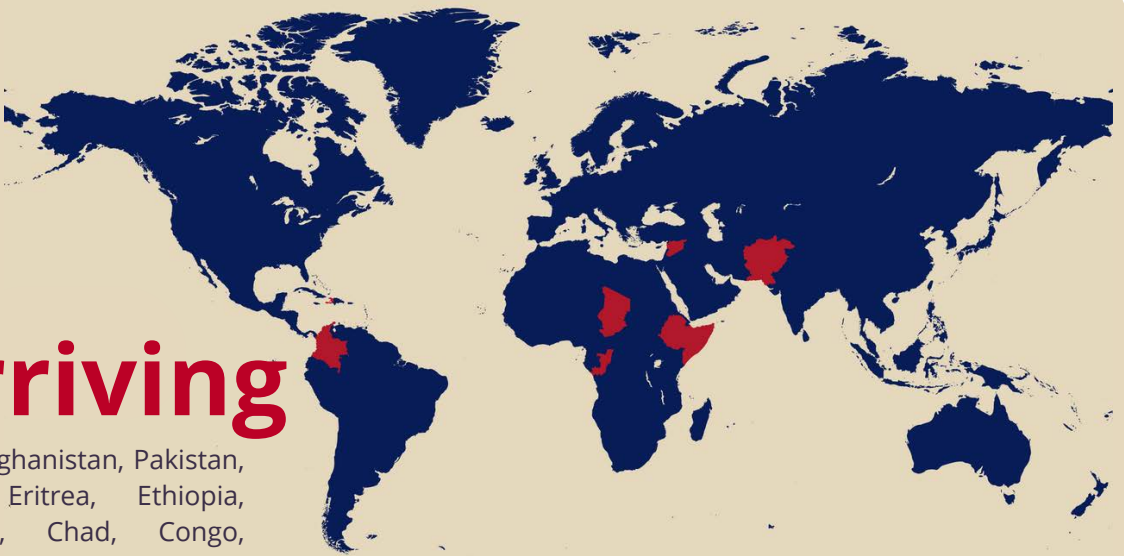 rriving
ghanistan, Pakistan,
Eritrea, Ethiopia,
, Chad, Congo,